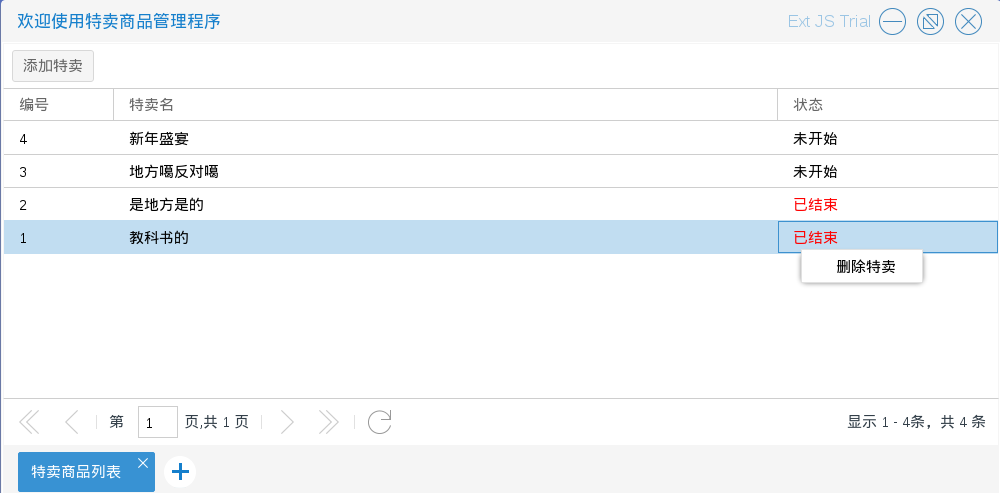 欢迎使用特卖商品管理程序 Ext JS Trial
添加特卖
编号 特卖名 状态
4 新年盛宴 未开始
3 地方噶反对噶 未开始
2 是地方是的 已结束
1 教科书的 已结束
删除特卖
第 1 页,共 1 页 显示 1 - 4条，共 4 条
特卖商品列表